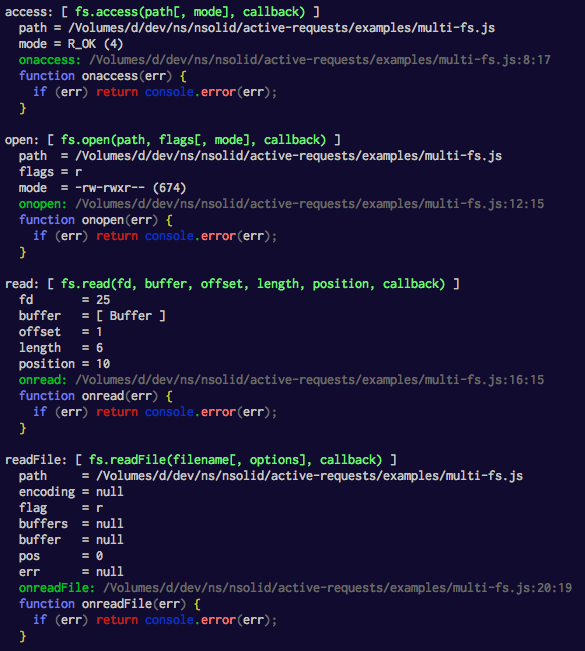 access: [ fs.access(path[, mode], callback) ]
  path = /Volumes/d/dev/ns/nsolid/active-requests/examples/multi-fs.js
  mode = R_OK (4)
  onaccess: /Volumes/d/dev/ns/nsolid/active-requests/examples/multi-fs.js:8:17
  function onaccess(err) {
    if (err) return console.error(err);
  }

open: [ fs.open(path, flags[, mode], callback) ]
  path  = /Volumes/d/dev/ns/nsolid/active-requests/examples/multi-fs.js
  flags = r
  mode  = -rw-rwxr-- (674)
  onopen: /Volumes/d/dev/ns/nsolid/active-requests/examples/multi-fs.js:12:15
  function onopen(err) {
    if (err) return console.error(err);
  }

read: [ fs.read(fd, buffer, offset, length, position, callback) ]
  fd       = 25
  buffer   = [ Buffer ]
  offset   = 1
  length   = 6
  position = 10
  onread: /Volumes/d/dev/ns/nsolid/active-requests/examples/multi-fs.js:16:15
  function onread(err) {
    if (err) return console.error(err);
  }

readFile: [ fs.readFile(filename[, options], callback) ]
  path     = /Volumes/d/dev/ns/nsolid/active-requests/examples/multi-fs.js
  encoding = null
  flag     = r
  buffers  = null
  buffer   = null
  pos      = 0
  err      = null
  onreadFile: /Volumes/d/dev/ns/nsolid/active-requests/examples/multi-fs.js:20:19
  function onreadFile(err) {
    if (err) return console.error(err);
  }